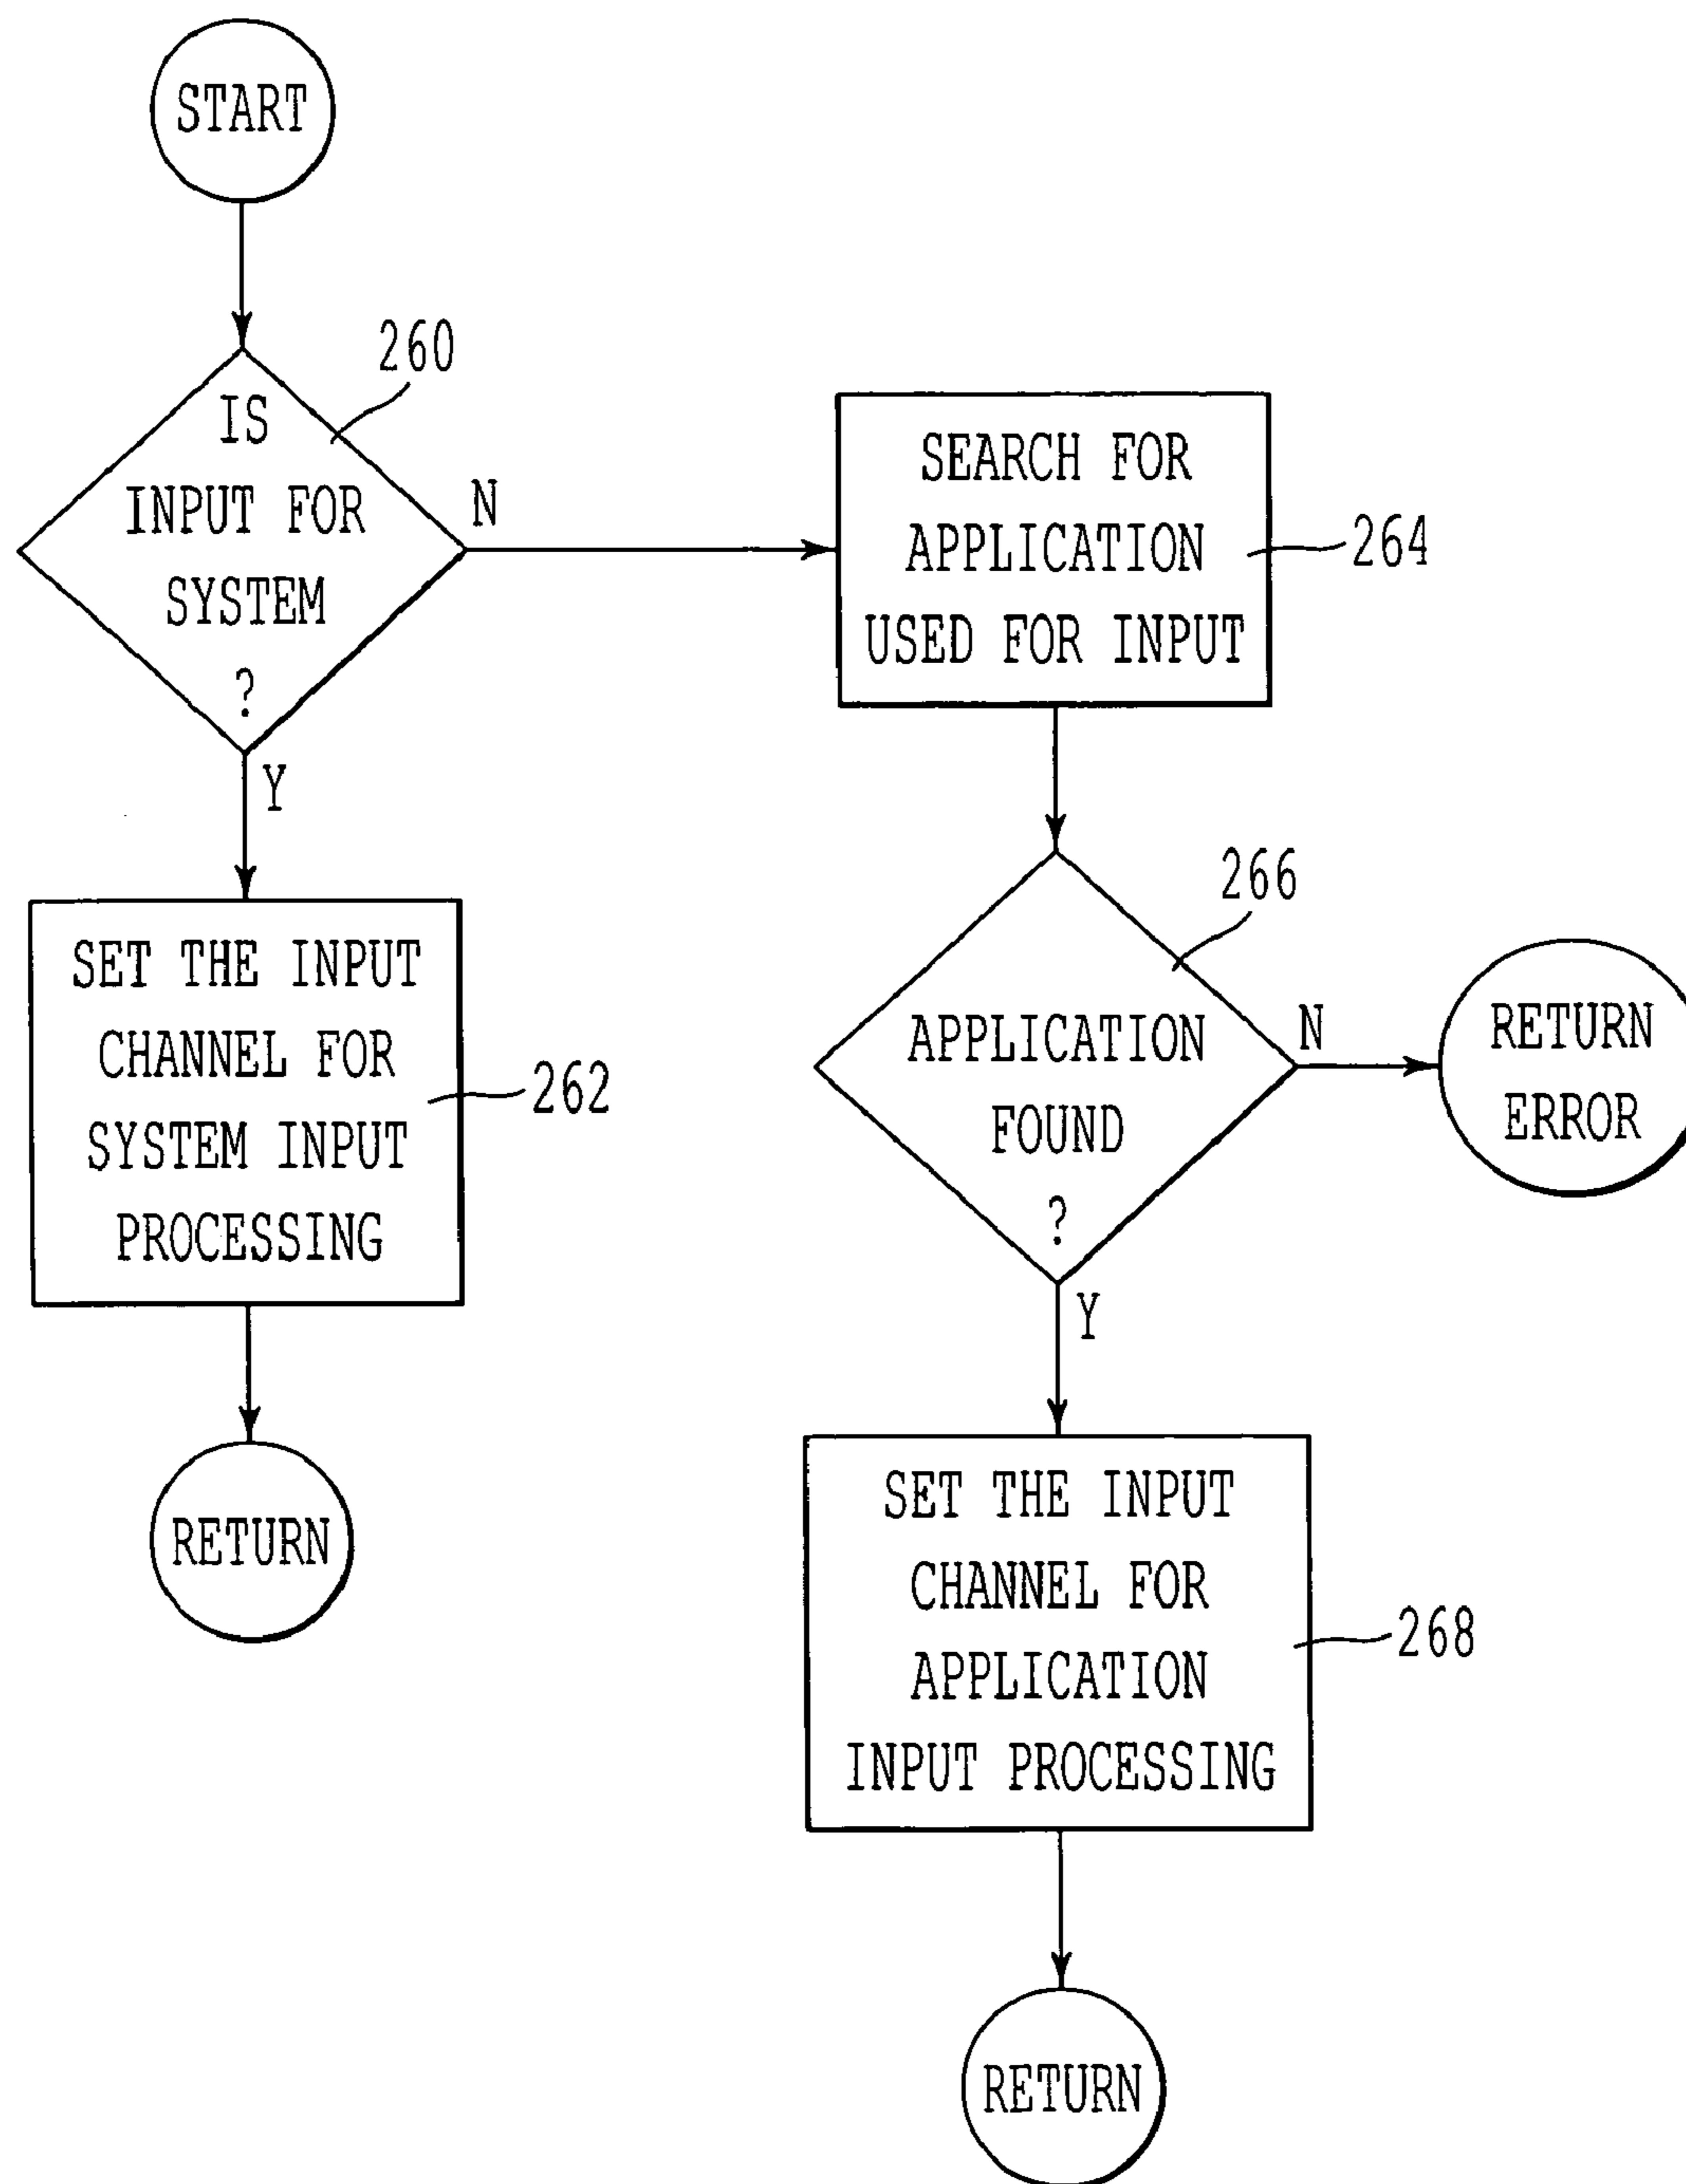 START
260
IS
INPUT FOR
SYSTEM
?
N
Y
SET THE INPUT
CHANNEL FOR
SYSTEM INPUT
PROCESSING
262
RETURN
SEARCH FOR
APPLICATION
USED FOR INPUT
264
266
APPLICATION
FOUND
?
N
RETURN
ERROR
Y
SET THE INPUT
CHANNEL FOR
APPLICATION
INPUT PROCESSING
268
RETURN